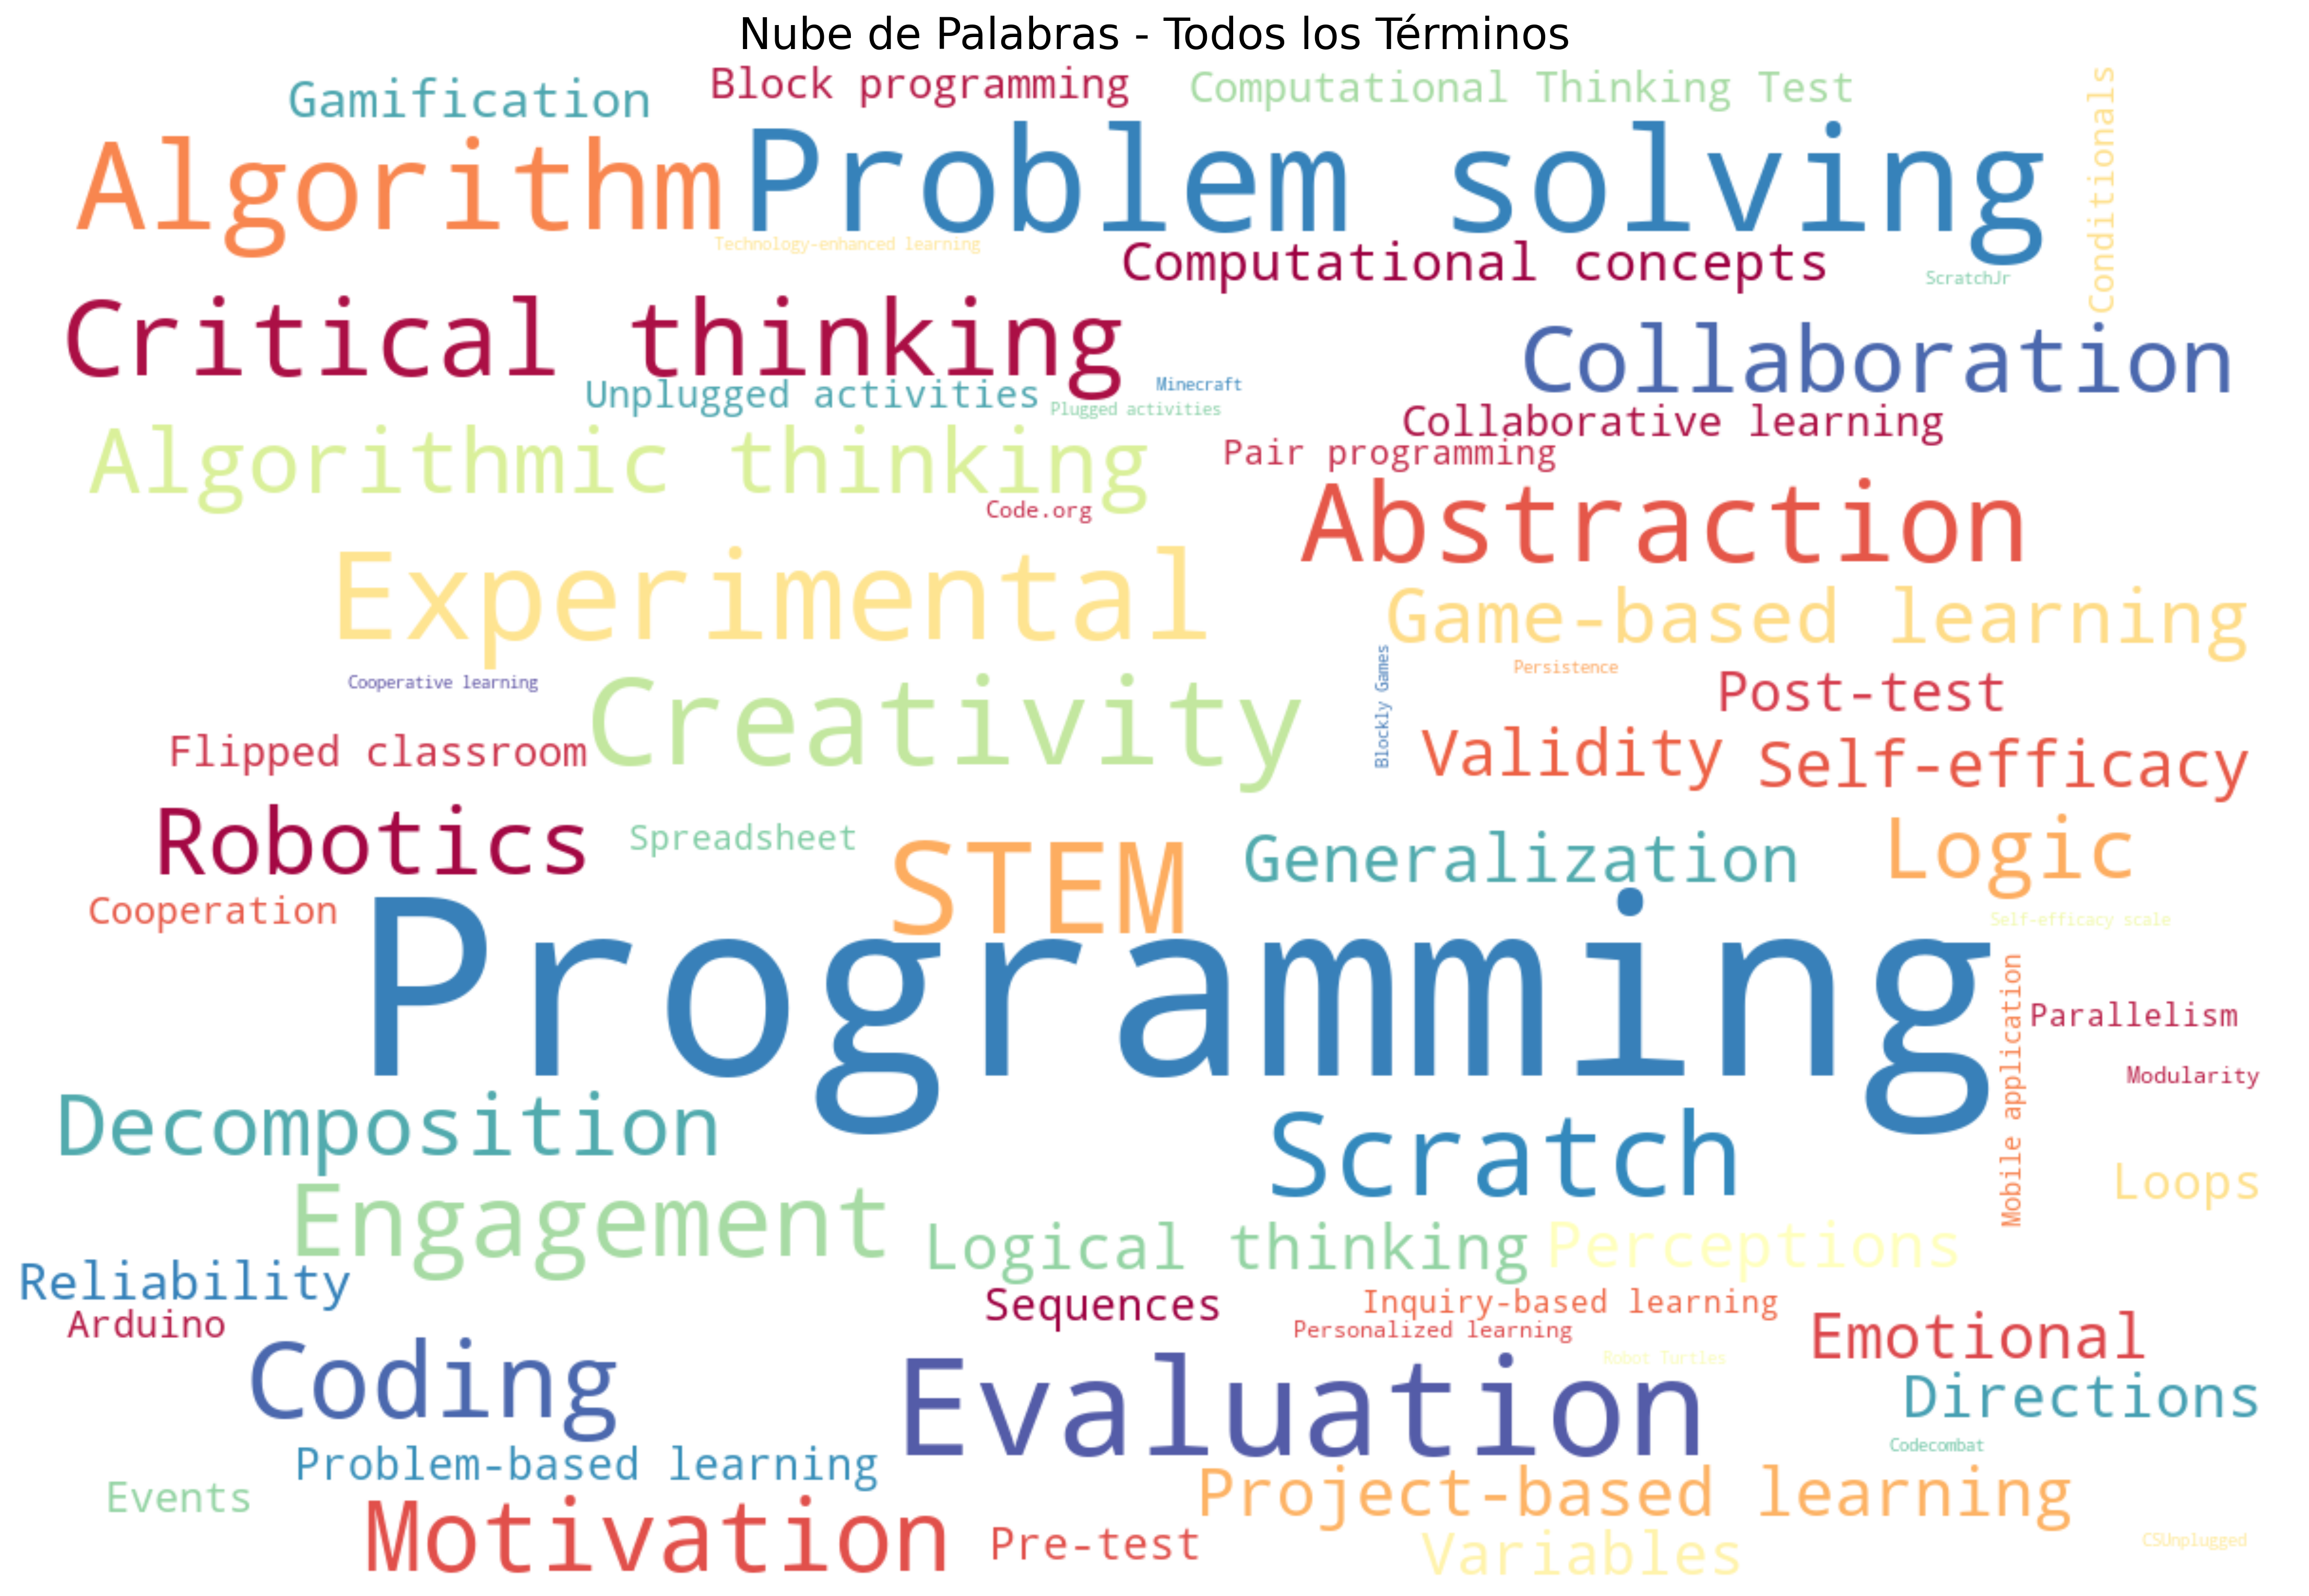 Nube de Palabras - Todos los Términos
Gamification
Block programming
Computational Thinking Test
Conditionals
Algorithm
Problem solving
Technology-enhanced learning
Computational concepts
ScratchJr
Critical thinking
Collaboration
Unplugged activities
Minecraft
Plugged activities
Collaborative learning
Algorithmic thinking
Pair programming
Code.org
Abstraction
Experimental
Game-based learning
Cooperative learning
Blockly Games
Persistence
Post-test
Creativity
Flipped classroom
Validity
Self-efficacy
Robotics
Spreadsheet
STEM
Generalization
Logic
Cooperation
Self-efficacy scale
Programming
Mobile application
Parallelism
Modularity
Decomposition
Scratch
Loops
Engagement
Logical thinking
Perceptions
Reliability
Arduino
Sequences
Inquiry-based learning
Personalized learning
Emotional
Robot Turtles
Coding
Evaluation
Directions
Codecombat
Problem-based learning
Events
Project-based learning
Motivation
Pre-test
Variables
CSUnplugged